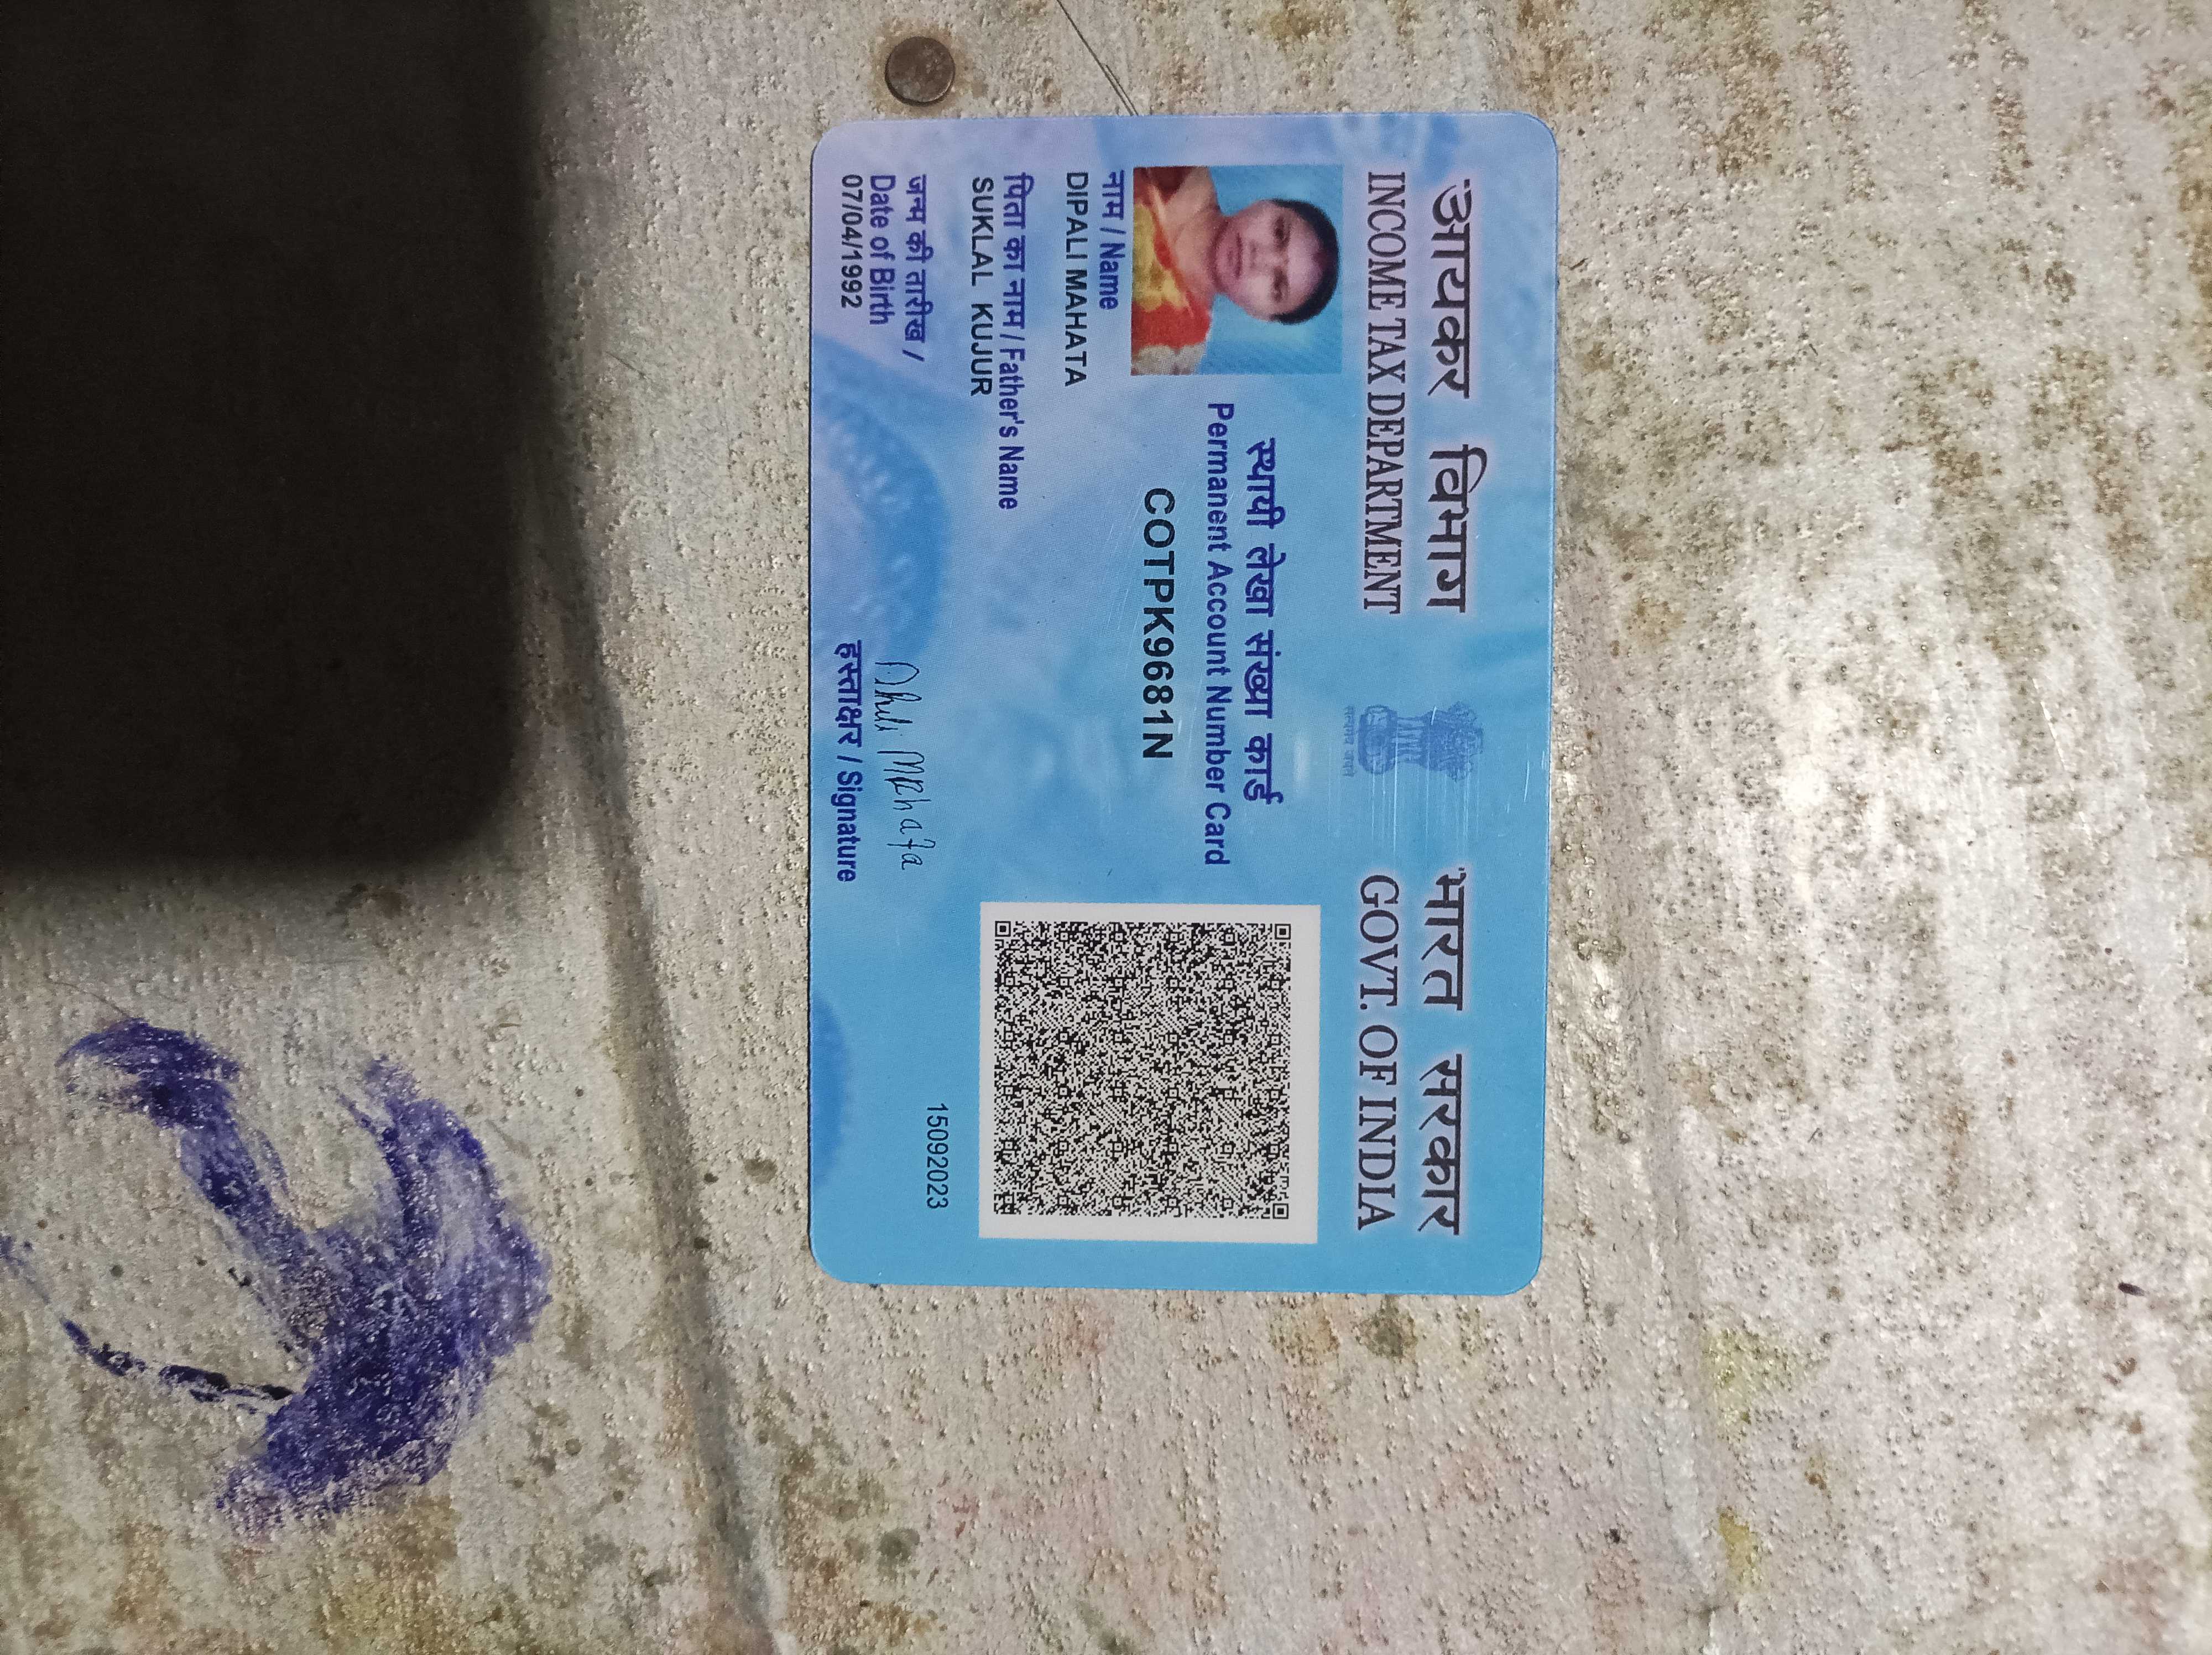 आयकर विभाग भारत सरकार
INCOME TAX DEPARTMENT GOVT. OF INDIA
सत्यमेव जयते
स्थायी लेखा संख्या कार्ड
Permanent Account Number Card
COTPK9681N
नाम / Name
DIPALI MAHATA
पिता का नाम / Father's Name
SUKLAL KUJUR
जन्म की तारीख /
Date of Birth
07/04/1992
Mahata
हस्ताक्षर / Signature
15092023